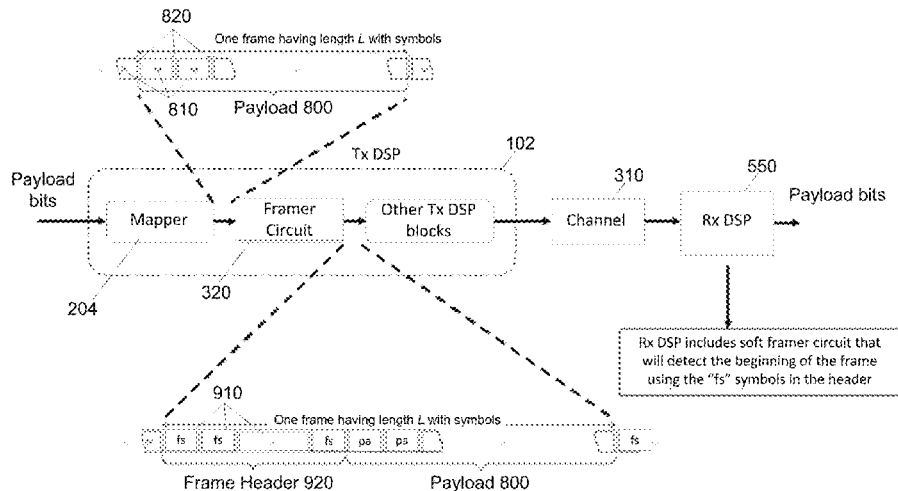 820
One frame having length L with symbols
810
Payload 800
Tx DSP
102
Payload
bits
Mapper
Framer
Circuit
Other Tx DSP
blocks
310
Channel
550
Rx DSP
Payload bits
204
320
Rx DSP includes soft framer circuit that
will detect the beginning of the frame
using the "fs" symbols in the header
910
One frame having length L with symbols
fs fs fs pa ps fs
Frame Header 920
Payload 800